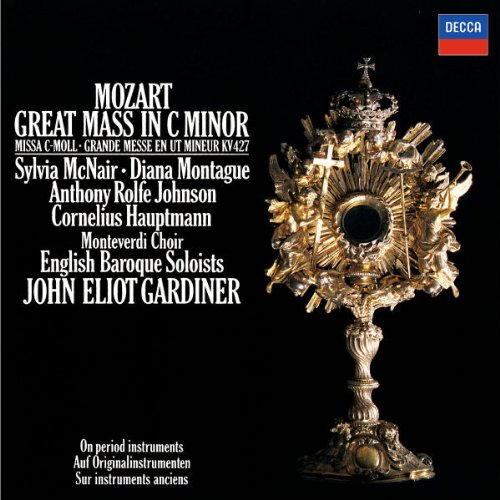 DECCA
MOZART
GREAT MASS IN C MINOR
MISSA C-MOLL · GRANDE MESSE EN UT MINEUR KV 427
Sylvia McNair · Diana Montague
Anthony Rolfe Johnson
Cornelius Hauptmann
Monteverdi Choir
English Baroque Soloists
JOHN ELIOT GARDINER
On period instruments
Auf Originalinstrumenten
Sur instruments anciens